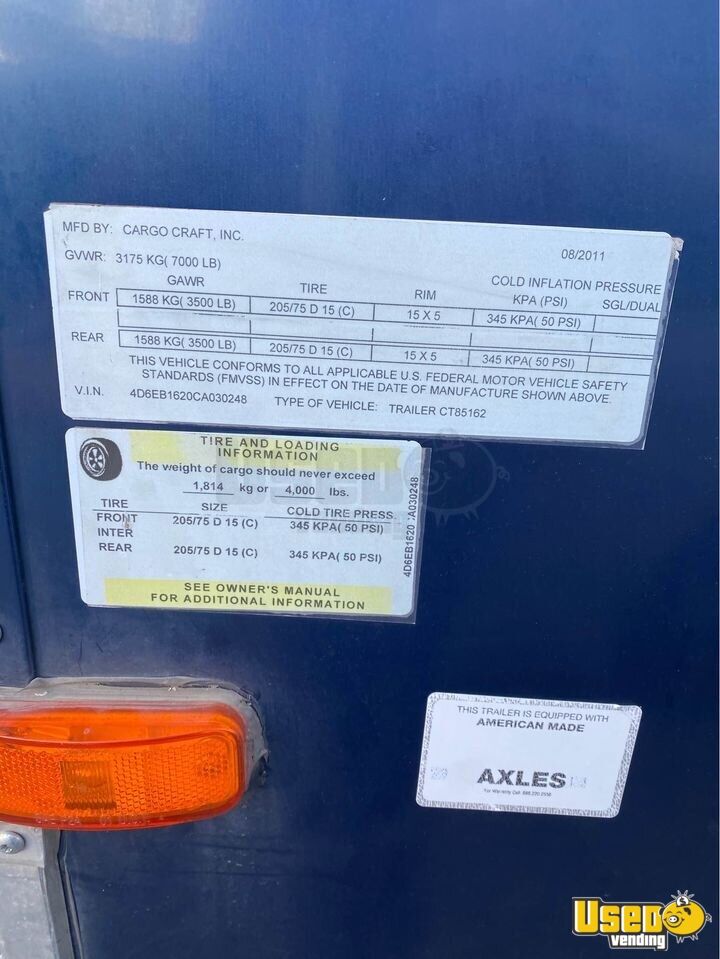 MFD BY: CARGO CRAFT, INC.
08/2011
GVWR: 3175 KG( 7000 LB)
GAWR TIRE RIM COLD INFLATION PRESSURE
KPA (PSI) SGL/DUAL
FRONT 1588 KG( 3500 LB) 205/75 D 15 (C) 15 X 5 345 KPA( 50 PSI)
REAR 1588 KG( 3500 LB) 205/75 D 15 (C) 15 X 5 345 KPA( 50 PSI)
THIS VEHICLE CONFORMS TO ALL APPLICABLE U.S. FEDERAL MOTOR VEHICLE SAFETY
STANDARDS (FMVSS) IN EFFECT ON THE DATE OF MANUFACTURE SHOWN ABOVE.
V.I.N. 4D6EB1620CA030248 TYPE OF VEHICLE: TRAILER CT85162
TIRE AND LOADING
INFORMATION
The weight of cargo should never exceed
1,814 kg or 4,000 lbs.
TIRE SIZE COLD TIRE PRESS.
FRONT 205/75 D 15 (C) 345 KPA( 50 PSI)
INTER
REAR 205/75 D 15 (C) 345 KPA( 50 PSI)
4D6EB1620 CA030248
SEE OWNER'S MANUAL
FOR ADDITIONAL INFORMATION
THIS TRAILER IS EQUIPPED WITH
AMERICAN MADE
AXLES
For Warranty Call:
USED
Used
vending